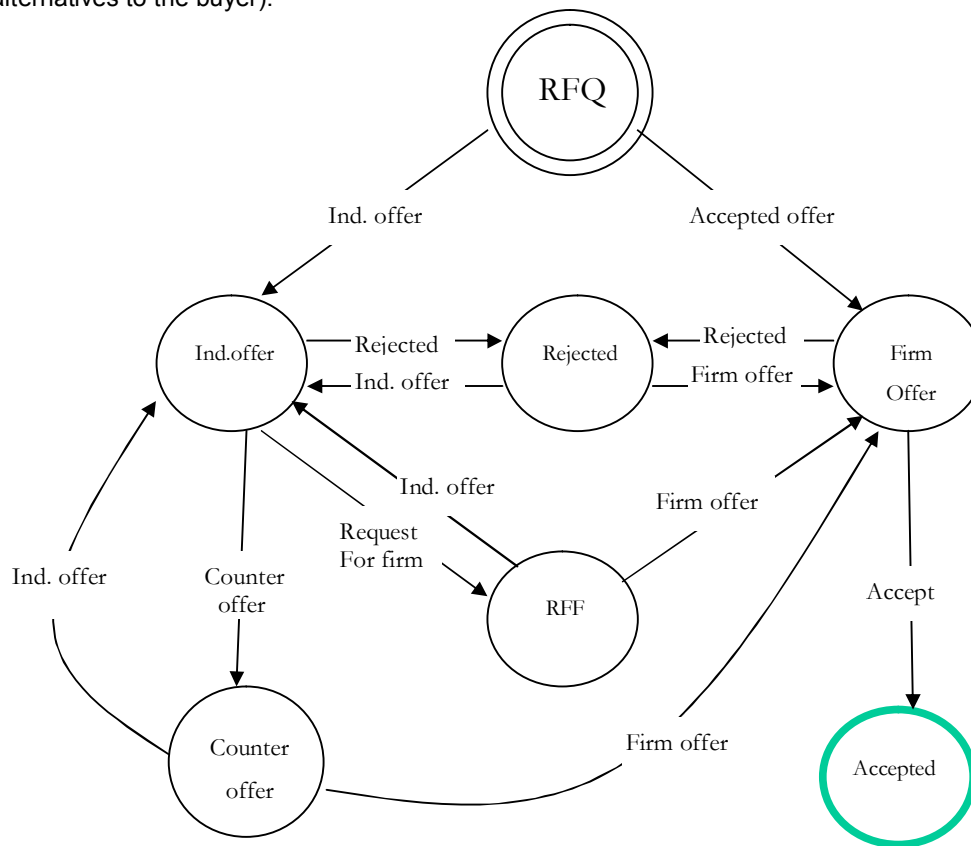 alternatives to the buyer).
RFQ
Ind. offer
Accepted offer
Ind.offer
Rejected
Ind. offer
Rejected
Rejected
Firm offer
Firm
Offer
Ind. offer
Firm offer
Request
For firm
Ind. offer
Counter
offer
RFF
Accept
Counter
offer
Firm offer
Accepted